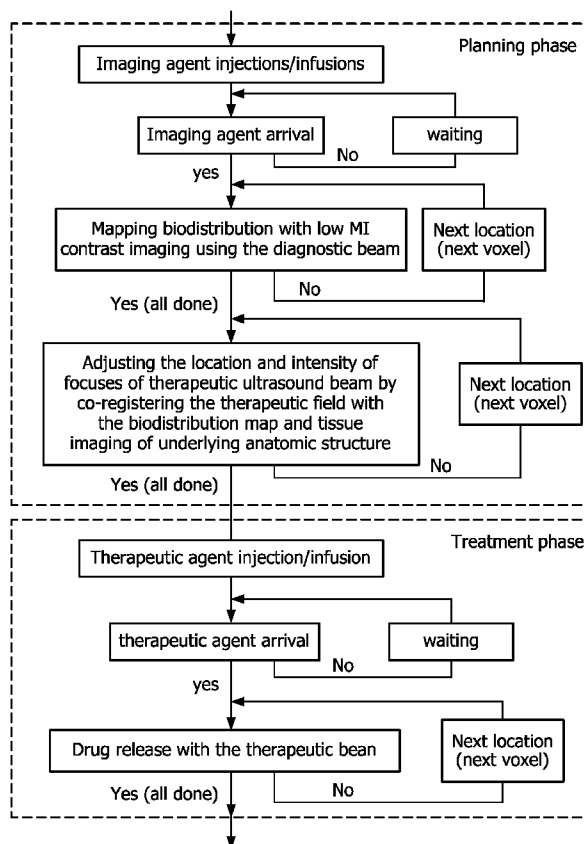 Planning phase
Imaging agent injections/infusions
Imaging agent arrival
waiting
No
yes
Mapping biodistribution with low MI
contrast imaging using the diagnostic beam
Next location
(next voxel)
No
Yes (all done)
Adjusting the location and intensity of
focuses of therapeutic ultrasound beam by
co-registering the therapeutic field with
the biodistribution map and tissue
imaging of underlying anatomic structure
Next location
(next voxel)
No
Yes (all done)
Treatment phase
Therapeutic agent injection/infusion
therapeutic agent arrival
waiting
No
yes
Drug release with the therapeutic bean
Next location
(next voxel)
No
Yes (all done)